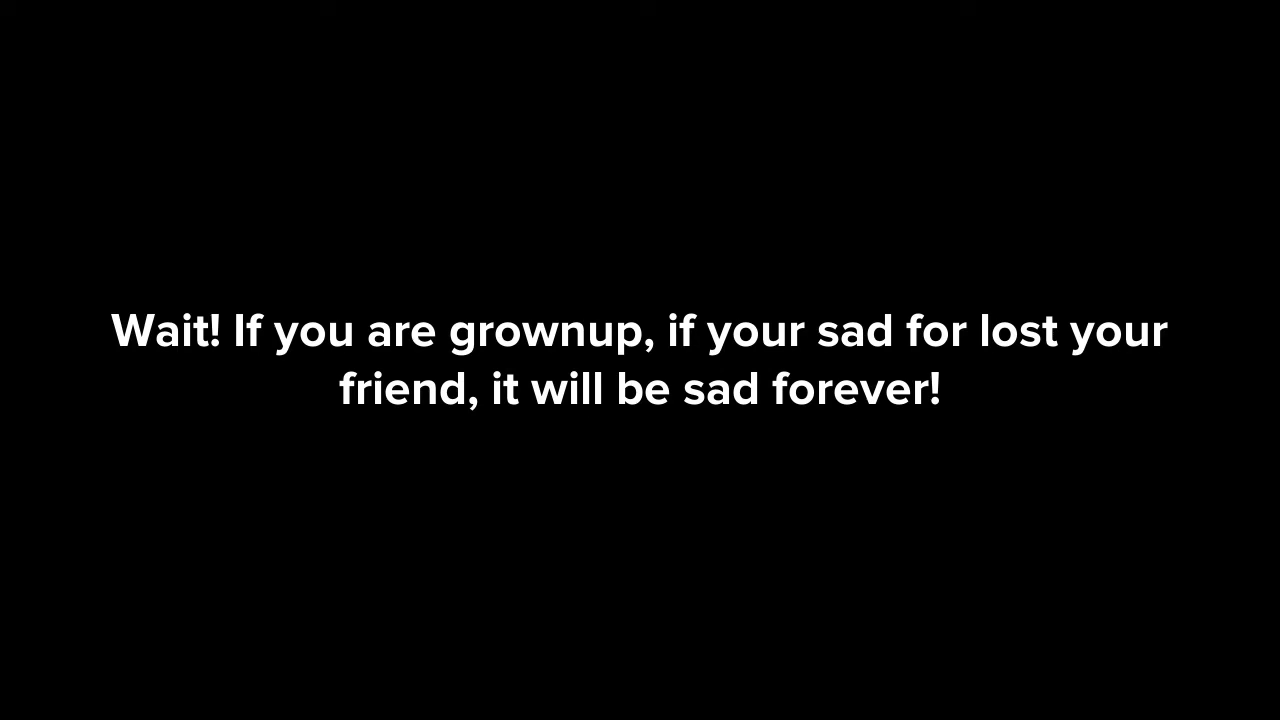 Wait! If you are grownup, if your sad for lost your
friend, it will be sad forever!